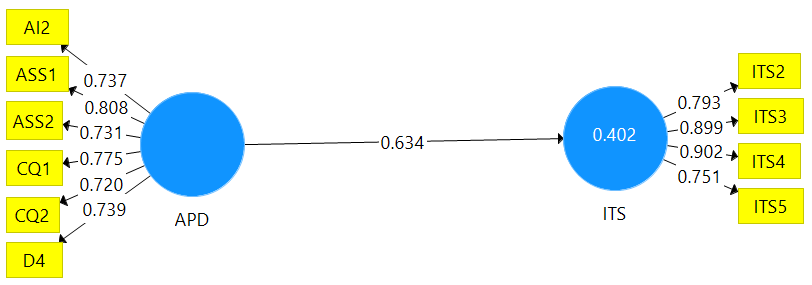 AI2
ASS1
ASS2
CQ1
CQ2
D4
0.737
0.808
0.731
0.775
0.720
0.739
APD
0.634
0.402
ITS
0.793
0.899
0.902
0.751
ITS2
ITS3
ITS4
ITS5